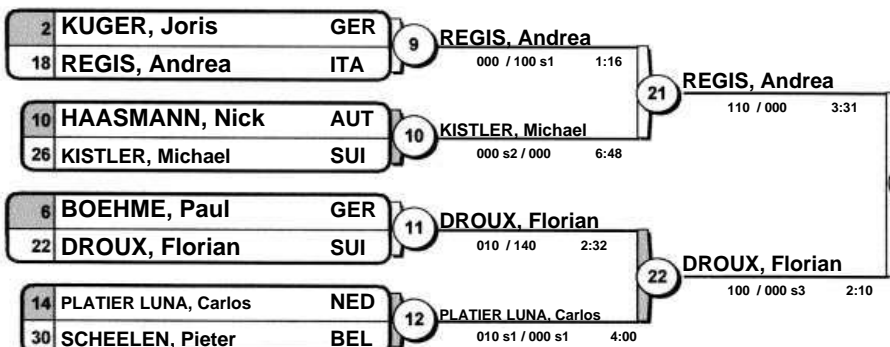 2 KUGER, Joris GER
18 REGIS, Andrea ITA
9
REGIS, Andrea
000 / 100 s1 1:16
21
REGIS, Andrea
110 / 000 3:31
10 HAASMANN, Nick AUT
26 KISTLER, Michael SUI
10
KISTLER, Michael
000 s2 / 000 6:48
6 BOEHME, Paul GER
22 DROUX, Florian SUI
11
DROUX, Florian
010 / 140 2:32
22
DROUX, Florian
100 / 000 s3 2:10
14 PLATIER LUNA, Carlos NED
30 SCHEELEN, Pieter BEL
12
PLATIER LUNA, Carlos
010 s1 / 000 s1 4:00